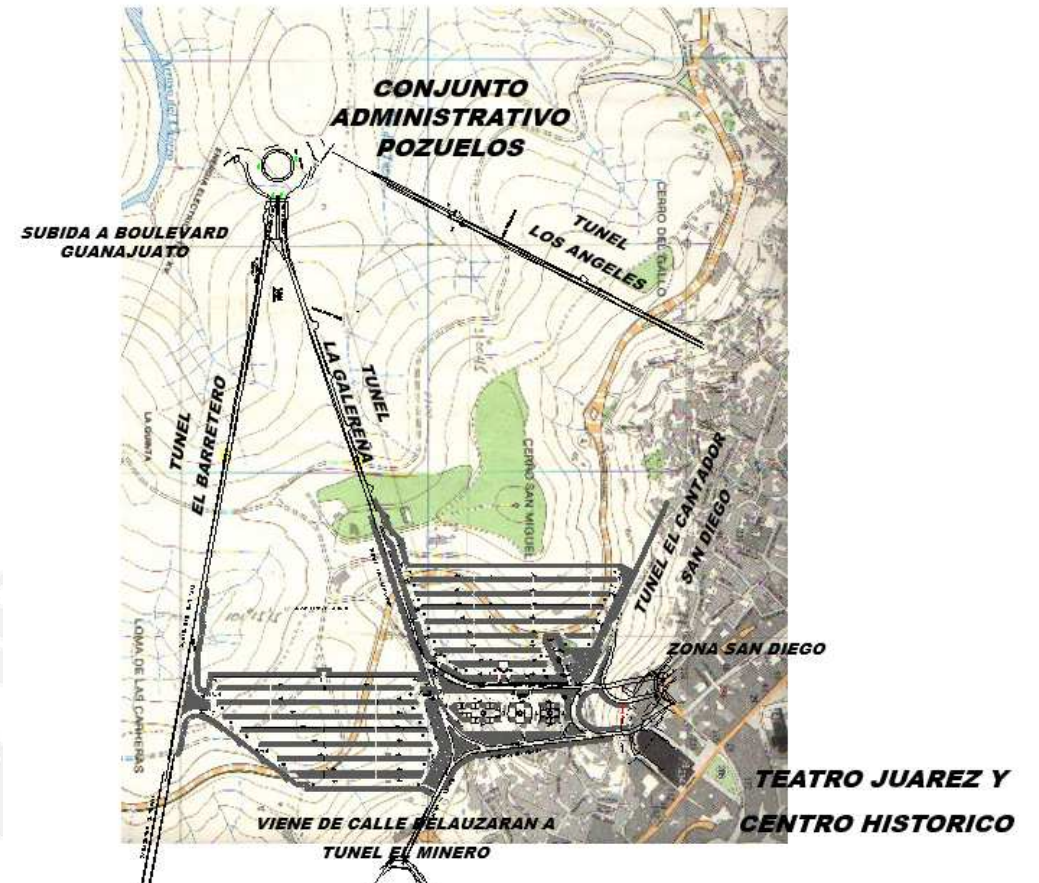 CONJUNTO
ADMINISTRATIVO
POZUELOS
SUBIDA A BOULEVARD
GUANAJUATO
TUNEL
LOS ANGELES
CERRO DEL GALLO
TUNEL
LA GALEREÑA
TUNEL
EL BARRETERO
LA QUINTA
CERRO SAN MIGUEL
TUNEL EL CANTADOR
SAN DIEGO
ZONA SAN DIEGO
LOMA DE LAS CARRERAS
TEATRO JUAREZ Y
CENTRO HISTORICO
VIENE DE CALLE BELAUZARAN A
TUNEL EL MINERO